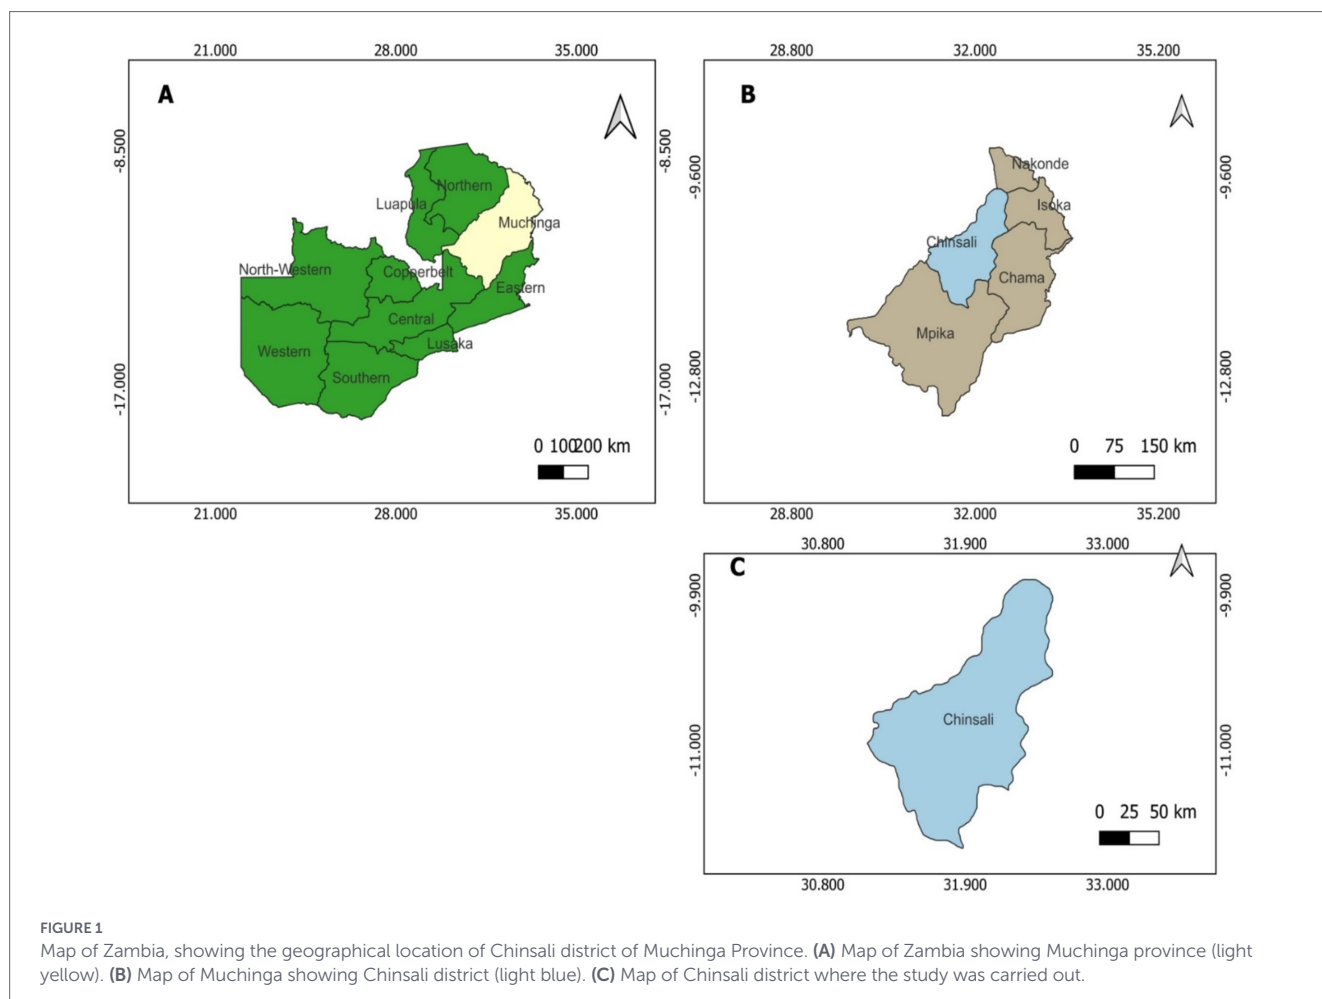 21.000 28.000 35.000
A
-8.500 -8.500
Northern
Luapula
Muchinga
North-Western Copperbelt
Eastern
Central
Lusaka
Western
Southern
-17.000 -17.000
0 100200 km
21.000 28.000 35.000
28.800 32.000 35.200
B
-9.600 -9.600
Nakonde
Isoka
Chinsali
Chama
Mpika
-12.800 -12.800
0 75 150 km
28.800 32.000 35.200
30.800 31.900 33.000
C
-9.900 -9.900
Chinsali
-11.000 -11.000
0 25 50 km
30.800 31.900 33.000
FIGURE 1
Map of Zambia, showing the geographical location of Chinsali district of Muchinga Province. (A) Map of Zambia showing Muchinga province (light
yellow). (B) Map of Muchinga showing Chinsali district (light blue). (C) Map of Chinsali district where the study was carried out.